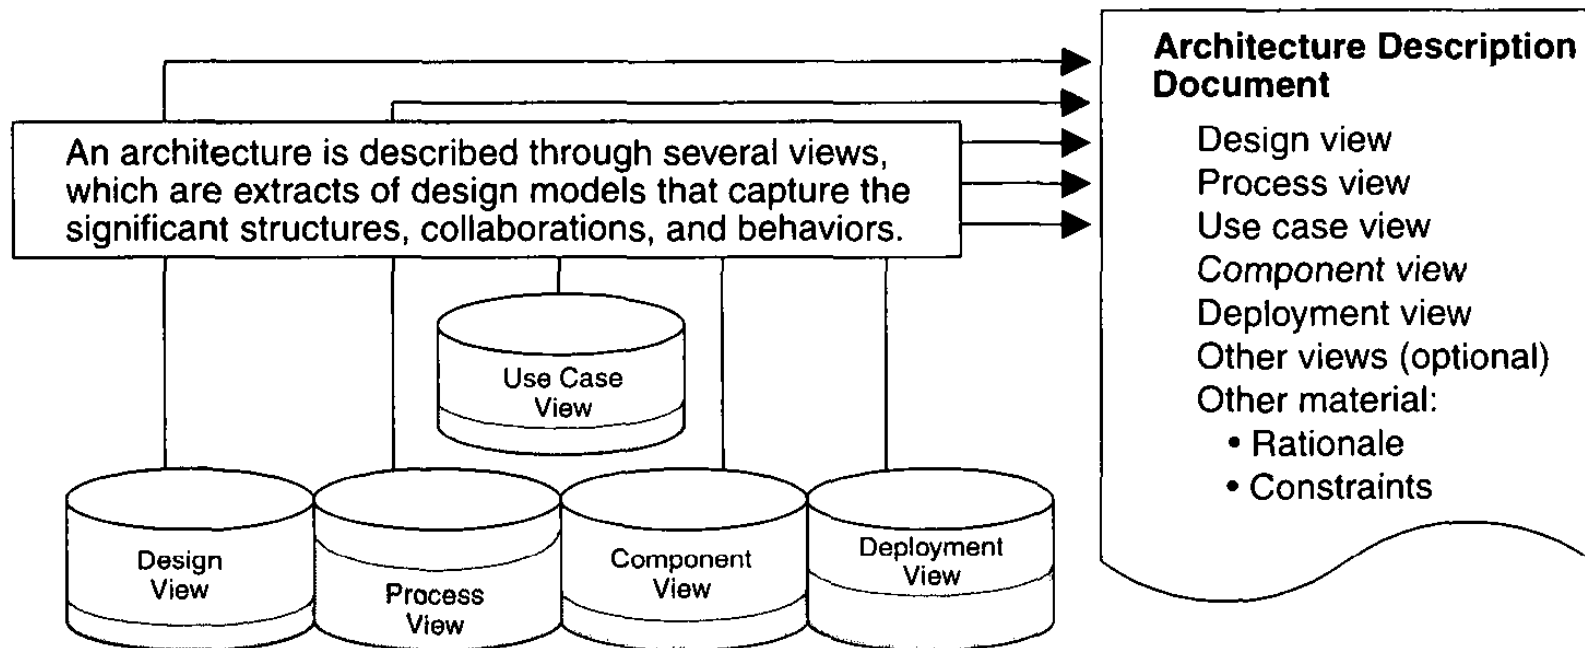 Architecture Description
Document
Design view
Process view
Use case view
Component view
Deployment view
Other views (optional)
Other material:
• Rationale
• Constraints
An architecture is described through several views,
which are extracts of design models that capture the
significant structures, collaborations, and behaviors.
Use Case
View
Design
View
Process
View
Component
View
Deployment
View